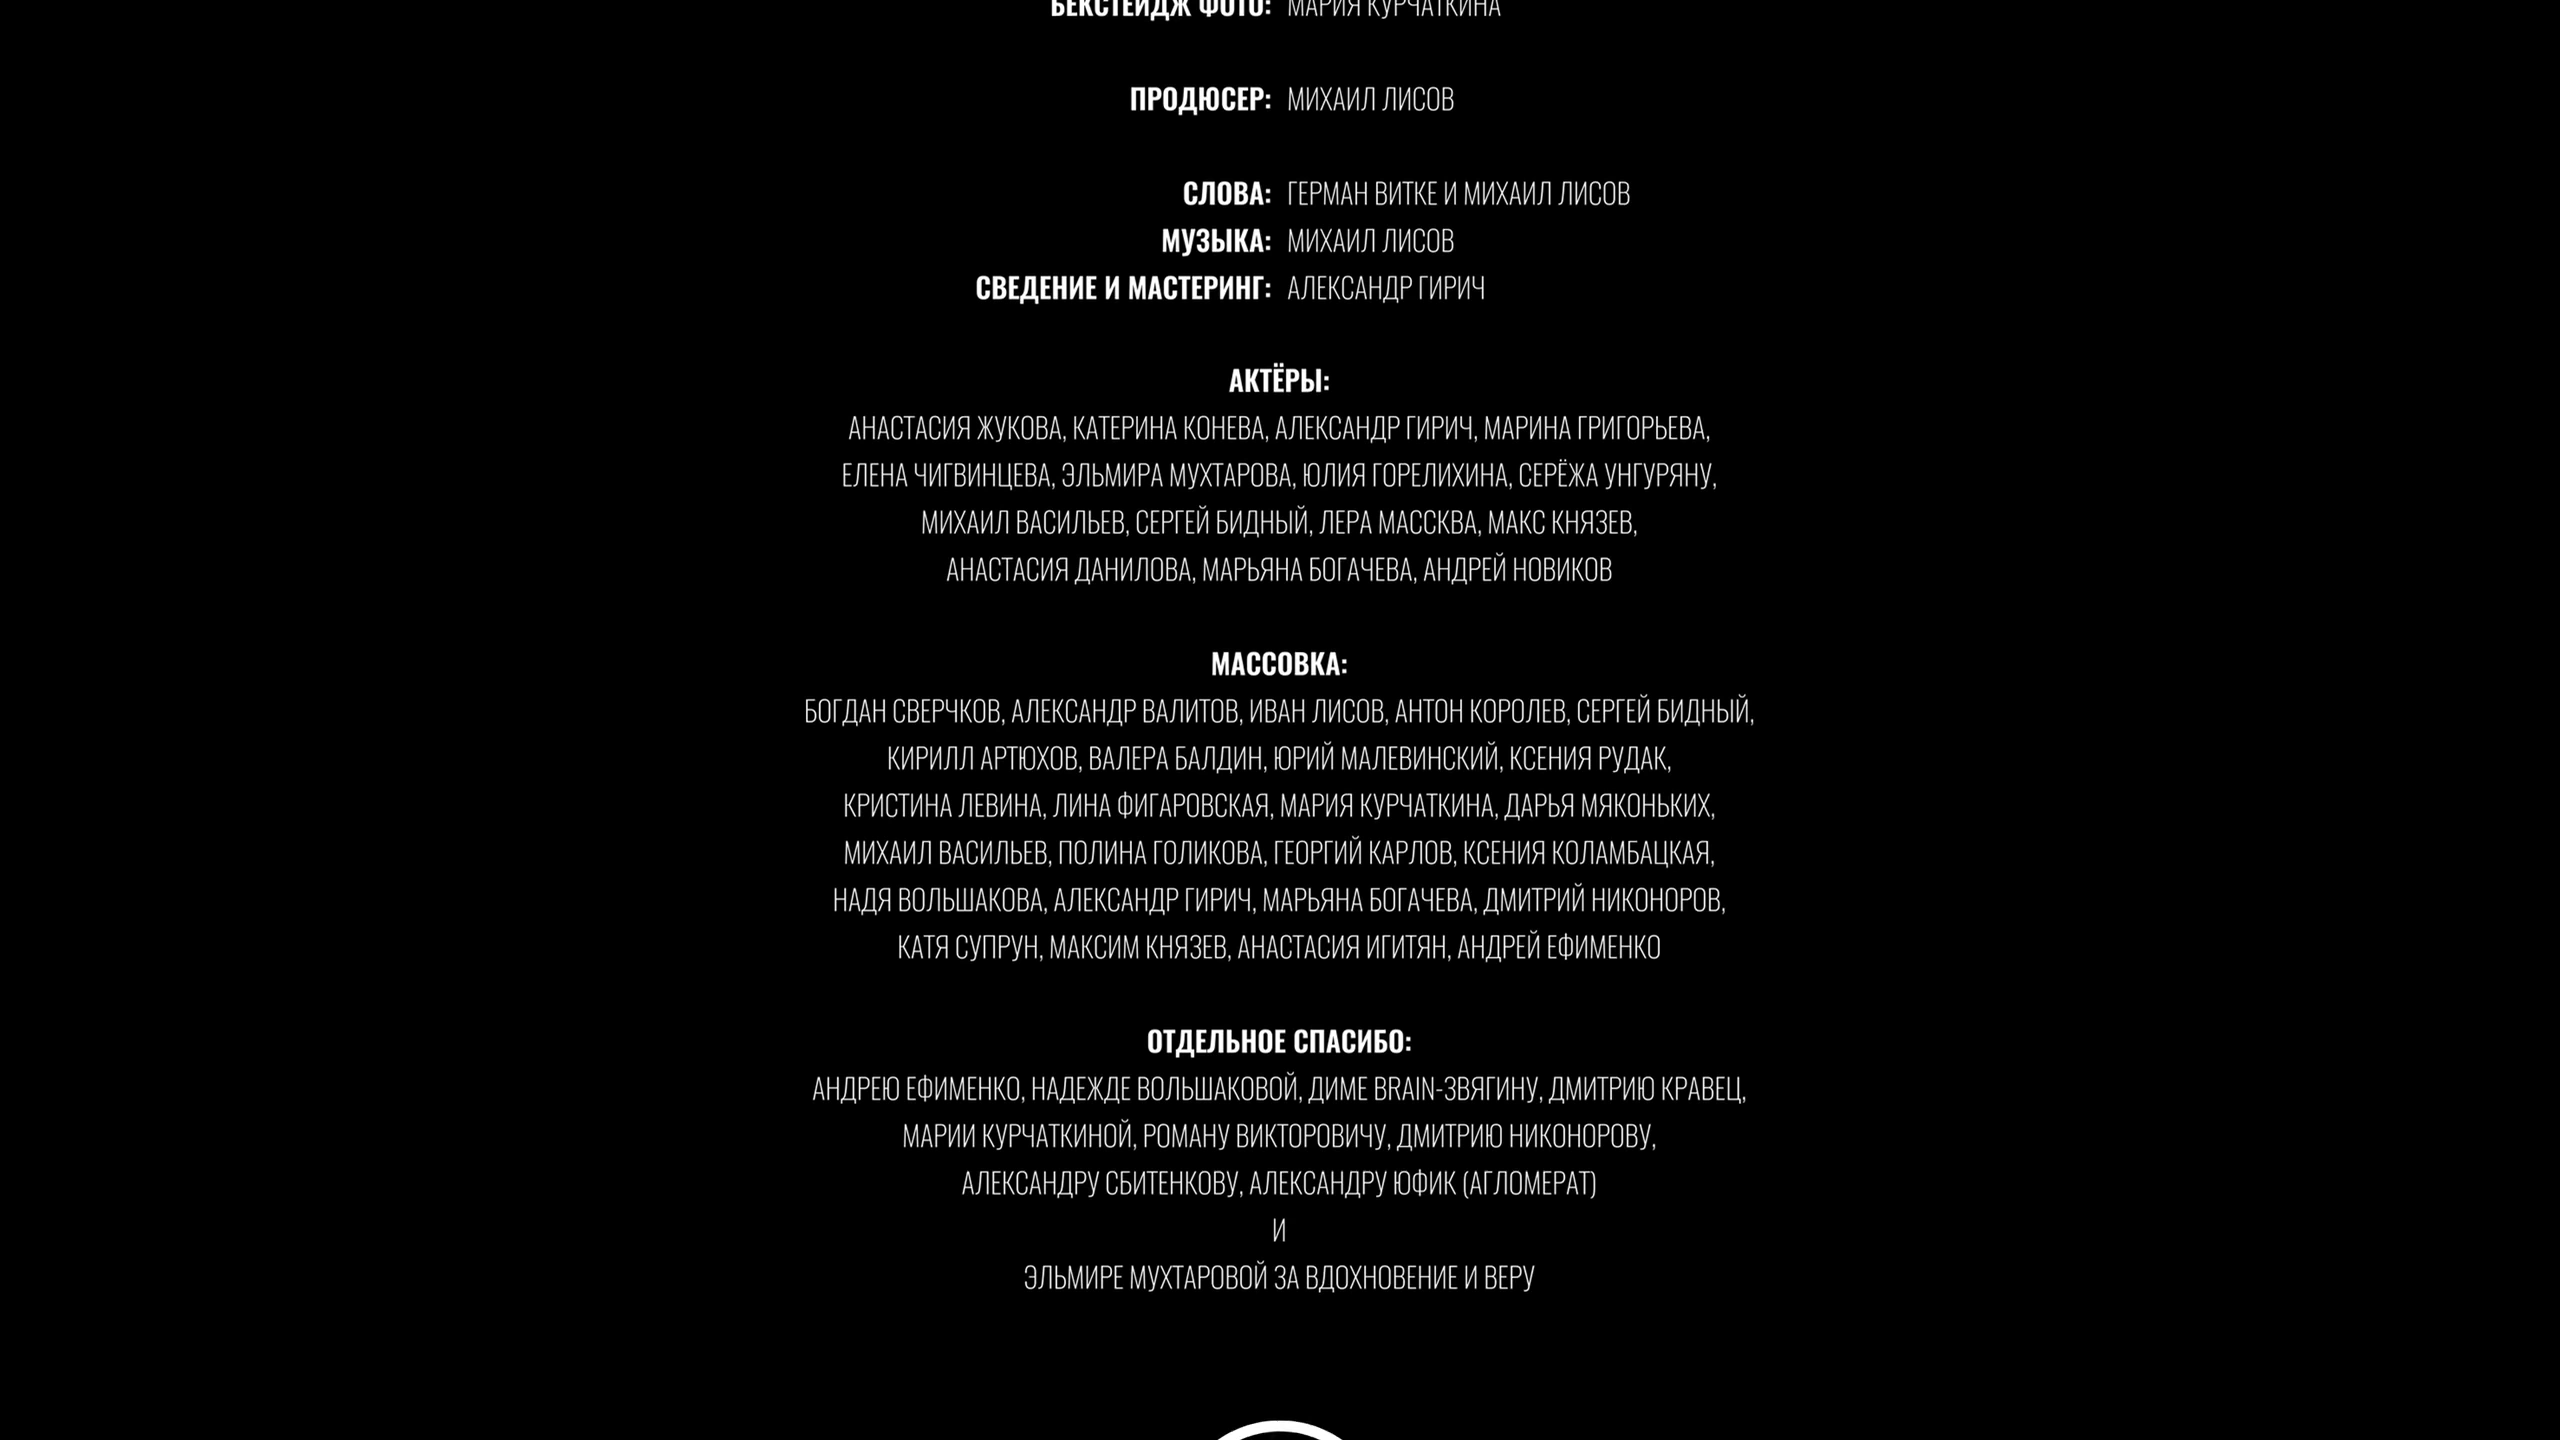 БЕКСТЕЙДЖ ФОТО: МАРИЯ КУРЧАТКИНА
ПРОДЮСЕР: МИХАИЛ ЛИСОВ
СЛОВА: ГЕРМАН ВИТКЕ И МИХАИЛ ЛИСОВ
МУЗЫКА: МИХАИЛ ЛИСОВ
СВЕДЕНИЕ И МАСТЕРИНГ: АЛЕКСАНДР ГИРИЧ
АКТЁРЫ:
АНАСТАСИЯ ЖУКОВА, КАТЕРИНА КОНЕВА, АЛЕКСАНДР ГИРИЧ, МАРИНА ГРИГОРЬЕВА,
ЕЛЕНА ЧИГВИНЦЕВА, ЭЛЬМИРА МУХТАРОВА, ЮЛИЯ ГОРЕЛИХИНА, СЕРЁЖА УНГУРЯНУ,
МИХАИЛ ВАСИЛЬЕВ, СЕРГЕЙ БИДНЫЙ, ЛЕРА МАССКВА, МАКС КНЯЗЕВ,
АНАСТАСИЯ ДАНИЛОВА, МАРЬЯНА БОГАЧЕВА, АНДРЕЙ НОВИКОВ
МАССОВКА:
БОГДАН СВЕРЧКОВ, АЛЕКСАНДР ВАЛИТОВ, ИВАН ЛИСОВ, АНТОН КОРОЛЕВ, СЕРГЕЙ БИДНЫЙ,
КИРИЛЛ АРТЮХОВ, ВАЛЕРА БАЛДИН, ЮРИЙ МАЛЕВИНСКИЙ, КСЕНИЯ РУДАК,
КРИСТИНА ЛЕВИНА, ЛИНА ФИГАРОВСКАЯ, МАРИЯ КУРЧАТКИНА, ДАРЬЯ МЯКОНЬКИХ,
МИХАИЛ ВАСИЛЬЕВ, ПОЛИНА ГОЛИКОВА, ГЕОРГИЙ КАРЛОВ, КСЕНИЯ КОЛАМБАЦКАЯ,
НАДЯ ВОЛЬШАКОВА, АЛЕКСАНДР ГИРИЧ, МАРЬЯНА БОГАЧЕВА, ДМИТРИЙ НИКОНОРОВ,
КАТЯ СУПРУН, МАКСИМ КНЯЗЕВ, АНАСТАСИЯ ИГИТЯН, АНДРЕЙ ЕФИМЕНКО
ОТДЕЛЬНОЕ СПАСИБО:
АНДРЕЮ ЕФИМЕНКО, НАДЕЖДЕ ВОЛЬШАКОВОЙ, ДИМЕ BRAIN-ЗВЯГИНУ, ДМИТРИЮ КРАВЕЦ,
МАРИИ КУРЧАТКИНОЙ, РОМАНУ ВИКТОРОВИЧУ, ДМИТРИЮ НИКОНОРОВУ,
АЛЕКСАНДРУ СБИТЕНКОВУ, АЛЕКСАНДРУ ЮФИК (АГЛОМЕРАТ)
И
ЭЛЬМИРЕ МУХТАРОВОЙ ЗА ВДОХНОВЕНИЕ И ВЕРУ